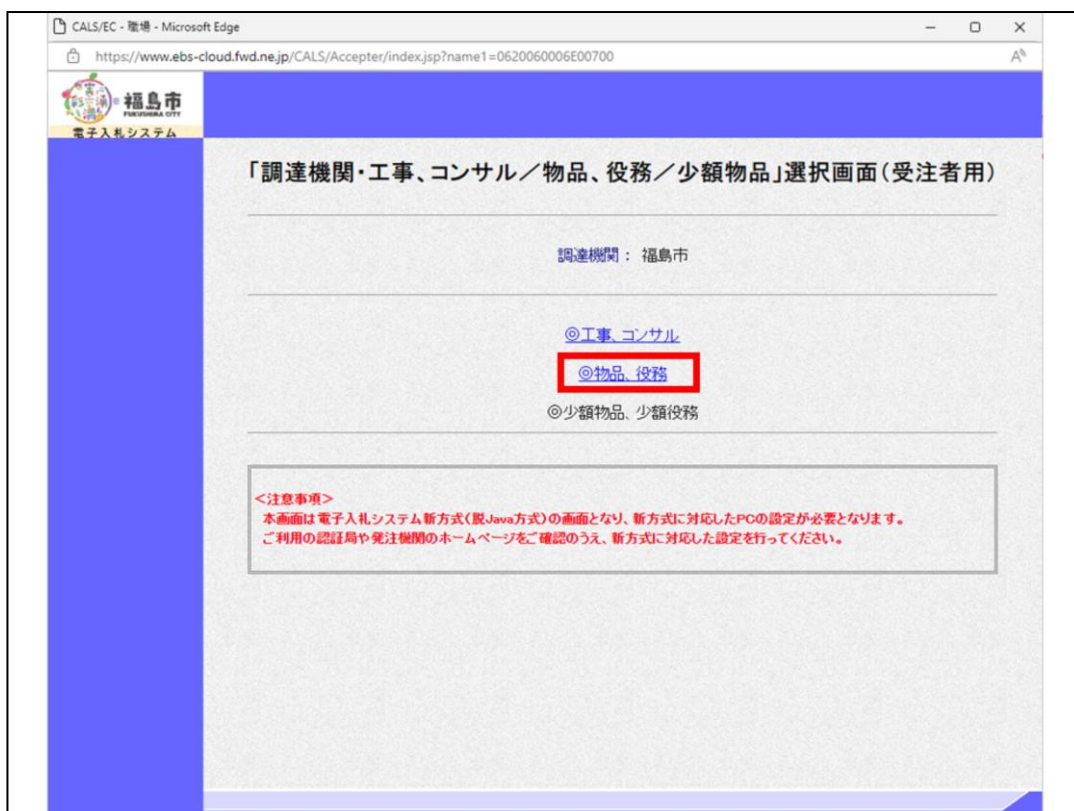 CALS/EC - 職場 - Microsoft Edge
https://www.ebs-cloud.fwd.ne.jp/CALS/Accepter/index.jsp?name1=0620060006E00700
福島市
FUKUSHIMA CITY
電子入札システム
「調達機関・工事、コンサル／物品、役務／少額物品」選択画面（受注者用）
調達機関： 福島市
◎工事、コンサル
◎物品、役務
◎少額物品、少額役務
＜注意事項＞
本画面は電子入札システム新方式(脱Java方式)の画面となり、新方式に対応したPCの設定が必要となります。
ご利用の認証局や発注機関のホームページをご確認のうえ、新方式に対応した設定を行ってください。